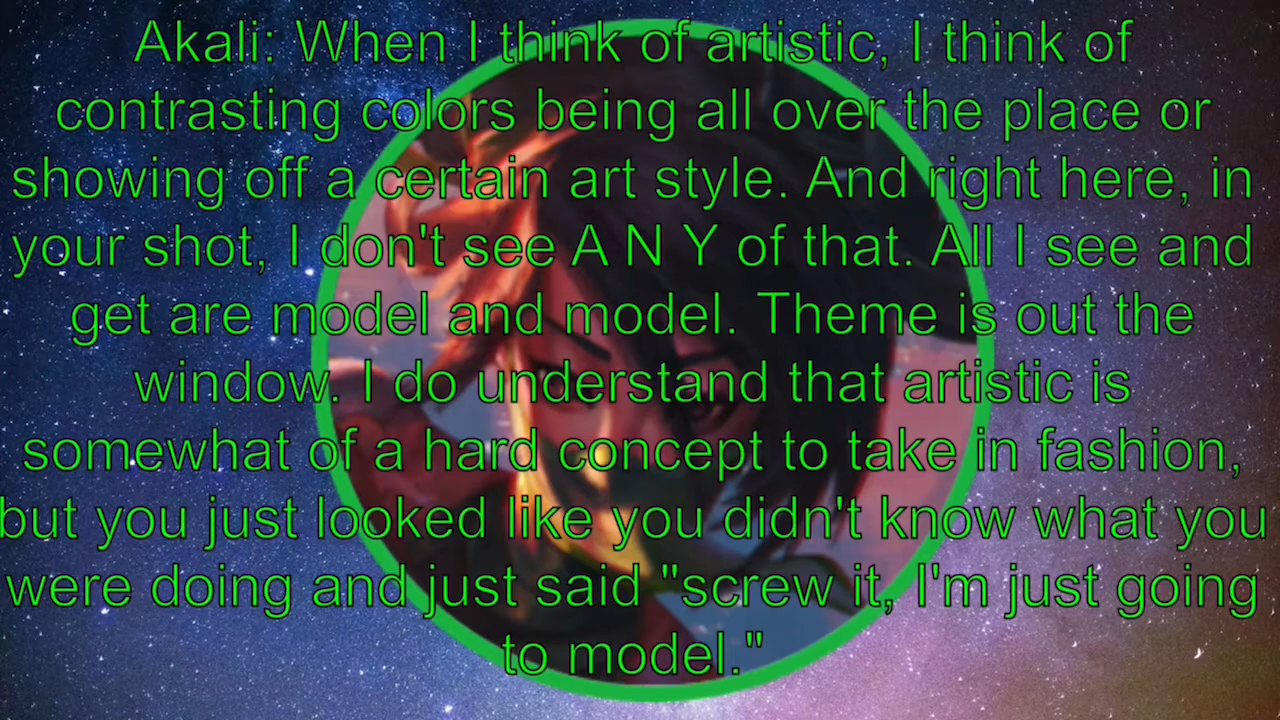 Akali: When I think of artistic, I think of
contrasting colors being all over the place or
showing off a certain art style. And right here, in
your shot, I don't see A N Y of that. All I see and
get are model and model. Theme is out the
window. I do understand that artistic is
somewhat of a hard concept to take in fashion,
but you just looked like you didn't know what you
were doing and just said "screw it, I'm just going
to model."